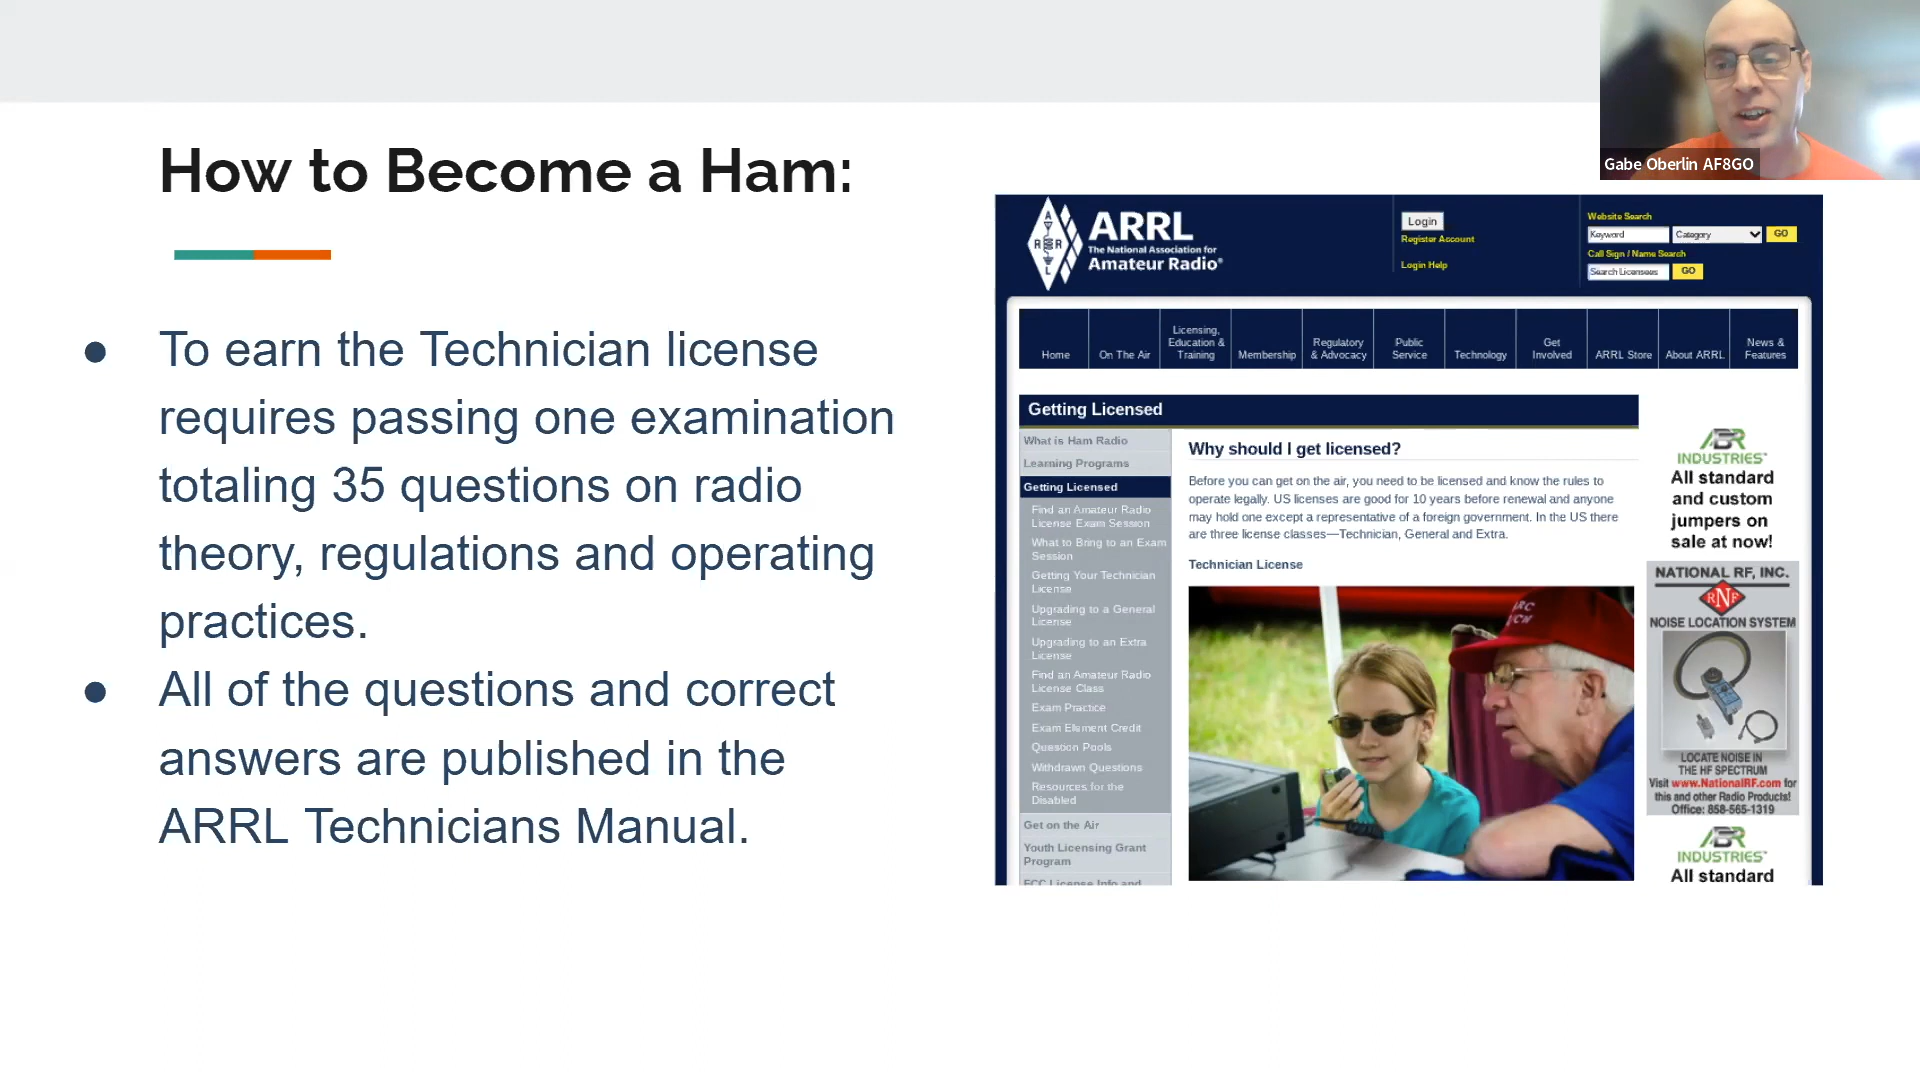 How to Become a Ham:
● To earn the Technician license
requires passing one examination
totaling 35 questions on radio
theory, regulations and operating
practices.
● All of the questions and correct
answers are published in the
ARRL Technicians Manual.
Gabe Oberlin AF8GO
A
R R
L
ARRL
The National Association for
Amateur Radio®
Login
Register Account
Login Help
Website Search
Keyword
Category
GO
Call Sign / Name Search
Search Licensees
GO
Home
On The Air
Licensing,
Education &
Training
Membership
Regulatory
& Advocacy
Public
Service
Technology
Get
Involved
ARRL Store
About ARRL
News &
Features
Getting Licensed
What is Ham Radio
Learning Programs
Getting Licensed
Find an Amateur Radio
License Exam Session
What to Bring to an Exam
Session
Getting Your Technician
License
Upgrading to a General
License
Upgrading to an Extra
License
Find an Amateur Radio
License Class
Exam Practice
Exam Element Credit
Question Pools
Withdrawn Questions
Resources for the
Disabled
Get on the Air
Youth Licensing Grant
Program
FCC License Info and
Why should I get licensed?
Before you can get on the air, you need to be licensed and know the rules to
operate legally. US licenses are good for 10 years before renewal and anyone
may hold one except a representative of a foreign government. In the US there
are three license classes—Technician, General and Extra.
Technician License
ABR
INDUSTRIES™
All standard
and custom
jumpers on
sale at now!
NATIONAL RF, INC.
RNF
NOISE LOCATION SYSTEM
LOCATE NOISE IN
THE HF SPECTRUM
Visit www.NationalRF.com for
this and other Radio Products!
Office: 858-565-1319
ABR
INDUSTRIES™
All standard